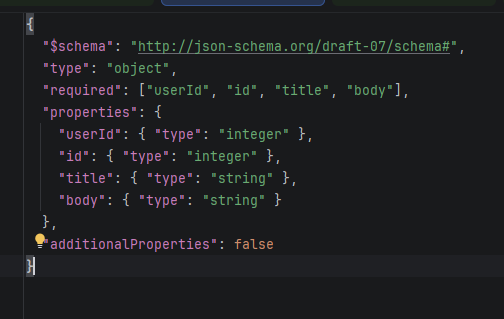 {
  "$schema": "http://json-schema.org/draft-07/schema#",
  "type": "object",
  "required": ["userId", "id", "title", "body"],
  "properties": {
    "userId": { "type": "integer" },
    "id": { "type": "integer" },
    "title": { "type": "string" },
    "body": { "type": "string" }
  },
  "additionalProperties": false
}